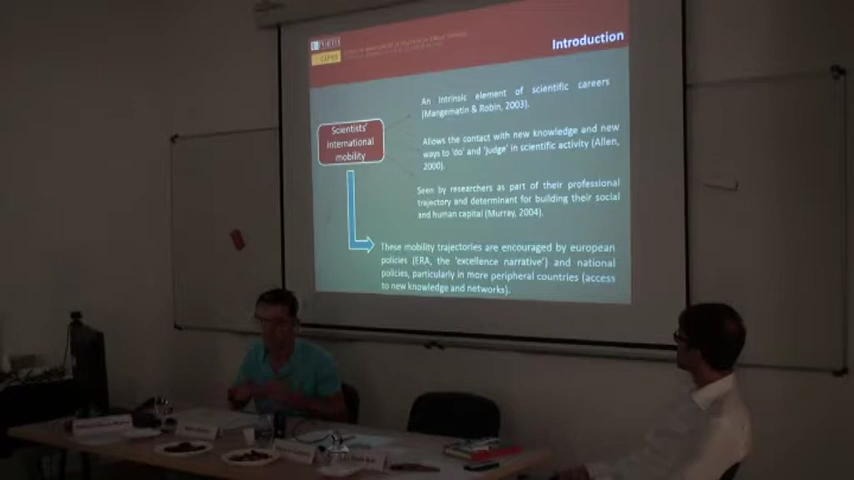 Introduction
An intrinsic element of scientific careers
(Mangematin & Robin, 2003).
Scientists'
international
mobility
Allows the contact with new knowledge and new
ways to 'do' and 'judge' in scientific activity (Allen,
2000).
Seen by researchers as part of their professional
trajectory and determinant for building their social
and human capital (Murray, 2004).
These mobility trajectories are encouraged by european
policies (ERA, the 'excellence narrative') and national
policies, particularly in more peripheral countries (access
to new knowledge and networks).